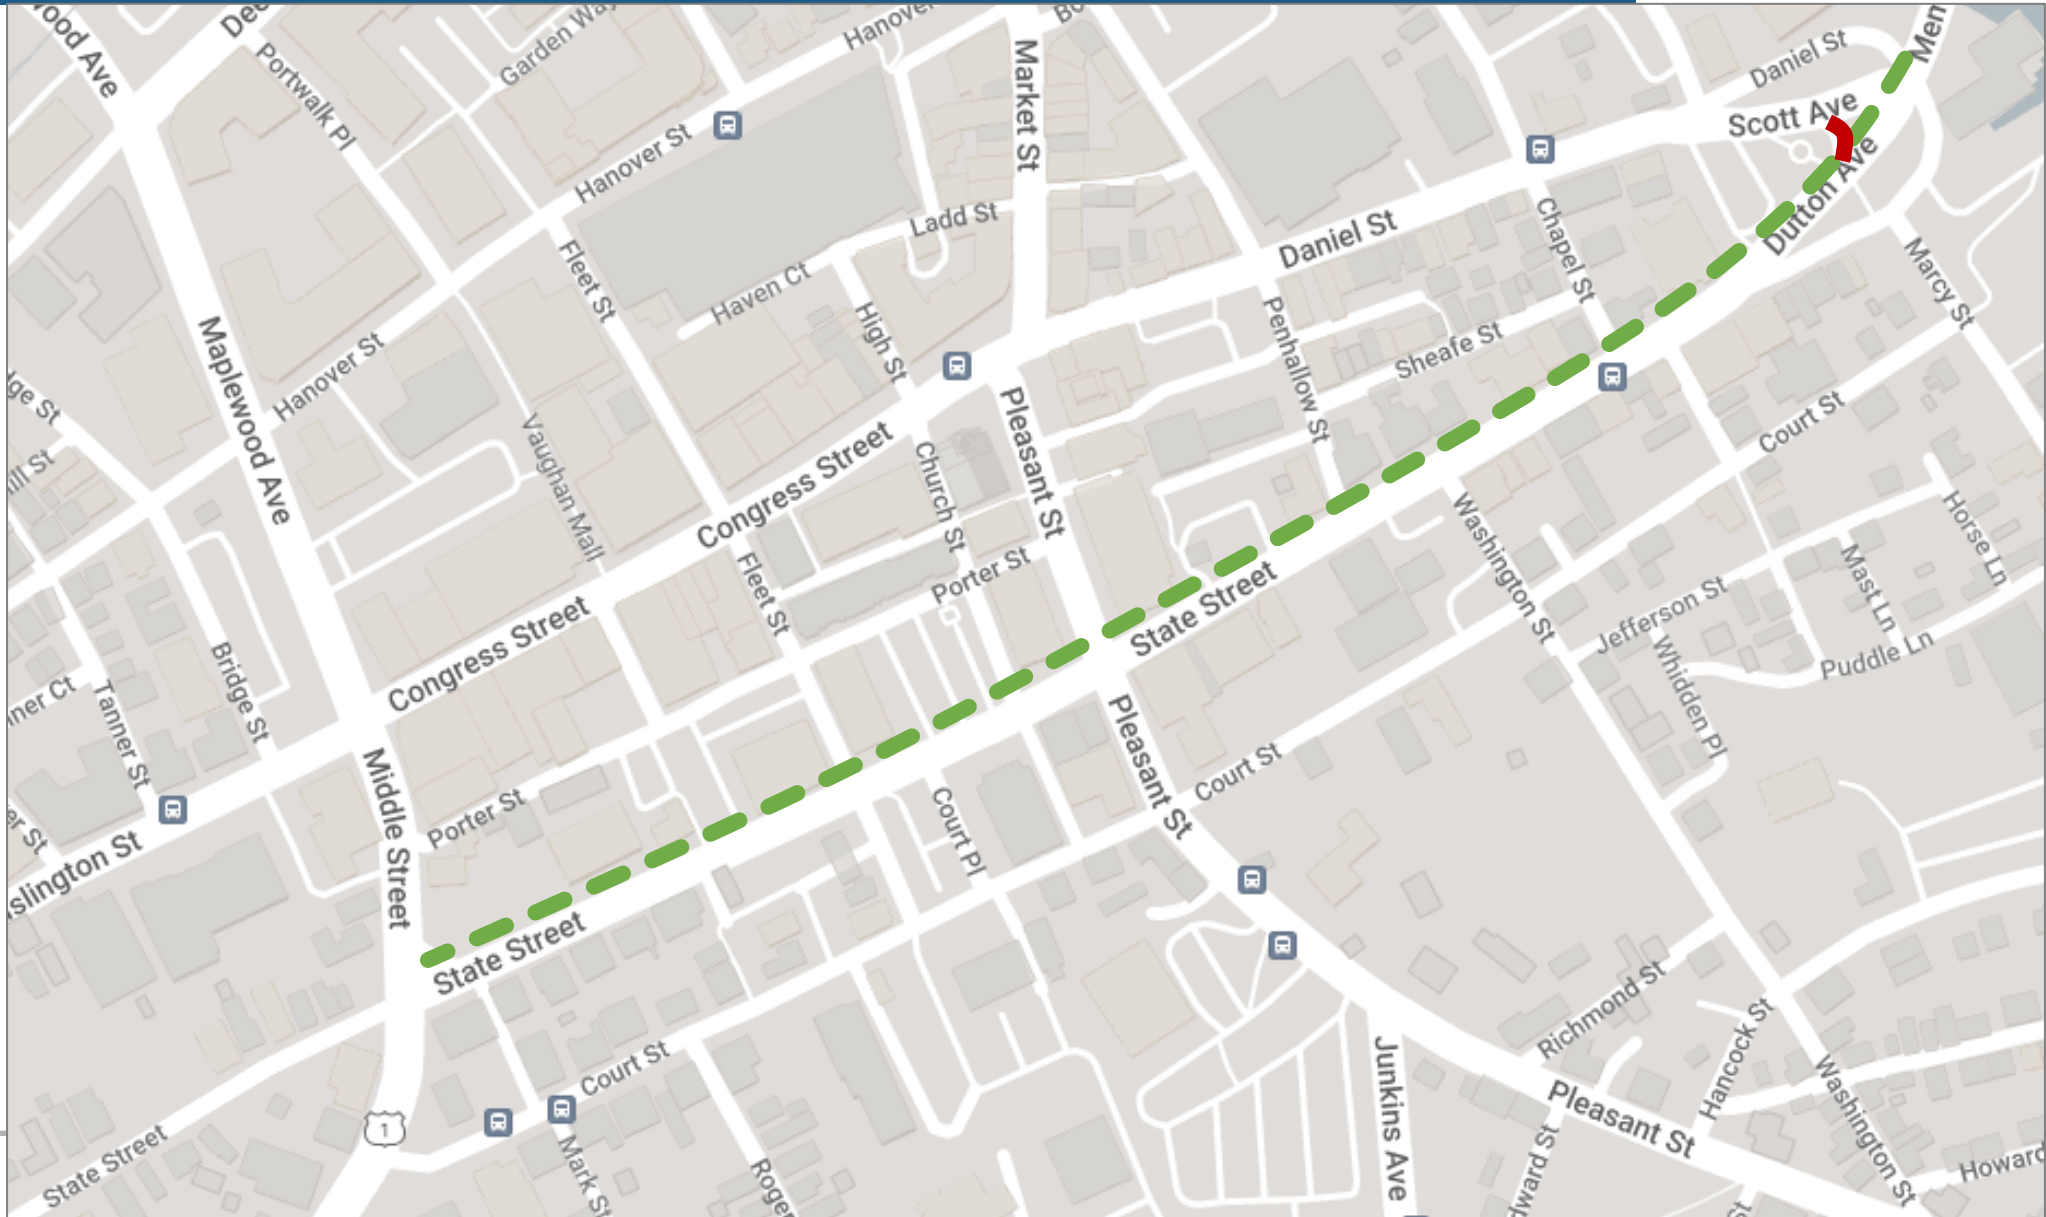 Garden Way
Hanover
Market St
Daniel St
Scott Ave
Portwalk Pl
Hanover St
Dutton Ave
Ladd St
Daniel St
Chapel St
Marcy St
Fleet St
Haven Ct
High St
Penhallow St
Sheafe St
Maplewood Ave
Hanover St
Pleasant St
Court St
Vaughan Mall
Congress Street
Church St
Washington St
Horse Ln
Mast Ln
Fleet St
Porter St
State Street
Jefferson St
Puddle Ln
Whidden Pl
Congress Street
Bridge St
Tanner St
Pleasant St
Court St
Middle Street
Porter St
Court Pl
State Street
Richmond St
Hancock St
Court St
Junkins Ave
Pleasant St
Washington St
1
State Street
Mark St
Howard